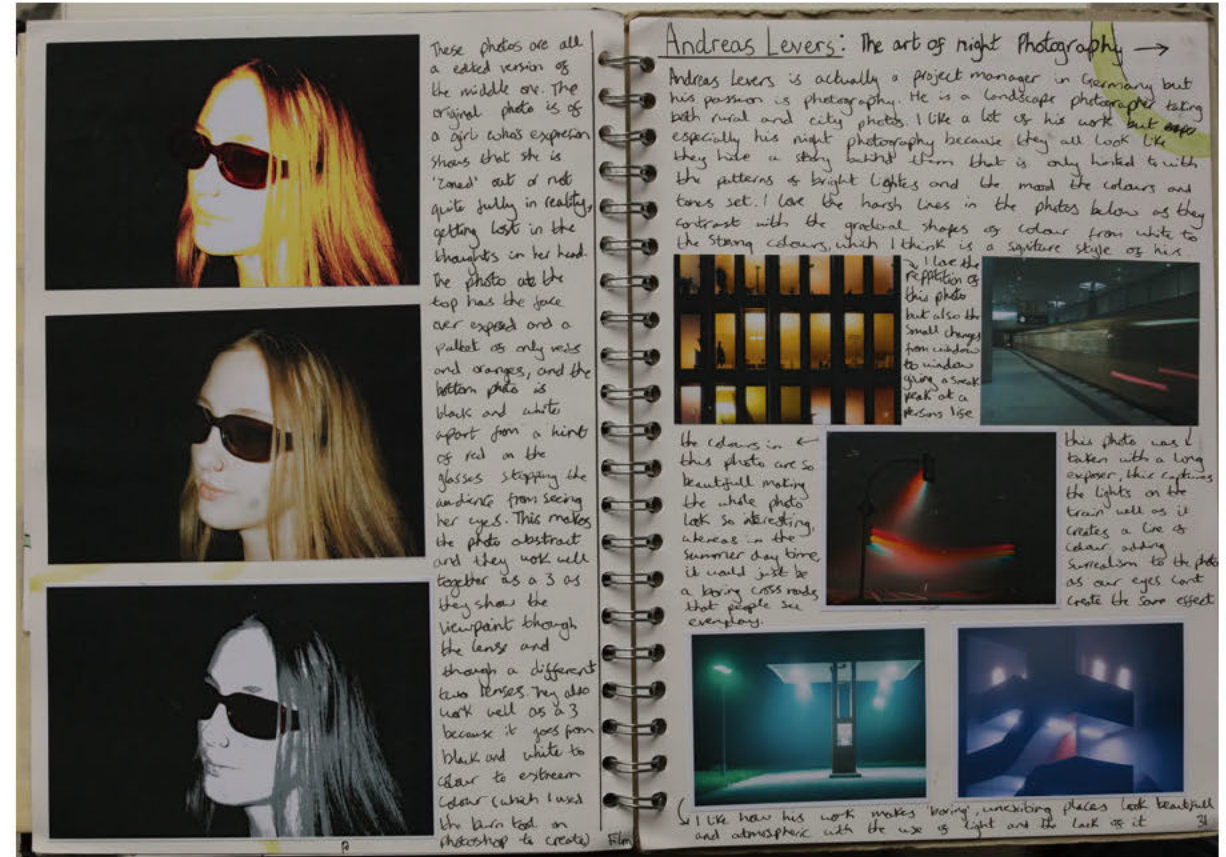 These photos are all
a edited version of
the middle one. The
original photo is of
a girl who's expresion
shows that she is
'zoned' out or not
quite fully in reality,
getting lost in the
thoughts in her head.
The photo at the
top has the face
over exposed and a
pallet of only reds
and oranges, and the
bottom photo is
black and white
apart from a hint
of red on the
glasses stopping the
audience from seeing
her eyes. This makes
the photo abstract
and they work well
together as a 3 as
they show the
viewpoint though
the lense and
though a different
two lenses. They also
work well as a 3
because it goes from
black and white to
colour to extreem
colour (which I used
the burn tool on
photoshop to create)
Film
Andreas Levers: The art of night Photography →
Andreas Levers is actually a project manager in Germany but
his passion is photography. He is a landscape photographer taking
both rural and city photos. I like a lot of his work but
especially his night photography because they all look like
they have a story behind them that is only hinted to with
the patterns of bright lightes and the mood the colours and
tones set. I love the harsh lines in the photos below as they
contrast with the gradual shapes of colour from white to
the strong colours, which I think is a signiture style of his.
I love the
reppitition of
this photo
but also the
small changes
from window
to window
giving a sneak
peak at a
persons life
the colours in ←
this photo are so
beautifull making
the whole photo
look so interesting,
whereas in the
summer day time,
it would just be
a boring cross roads
that people see
everyday.
this photo was
taken with a long
exposer, this captures
the lights on the
train well as it
creates a line of
colour adding
surrealism to the photo
as our eyes cant
create the same effect
I like how his work makes 'boring', unexsiting places look beautifull
and atmospheric with the use of light and the lack of it
31